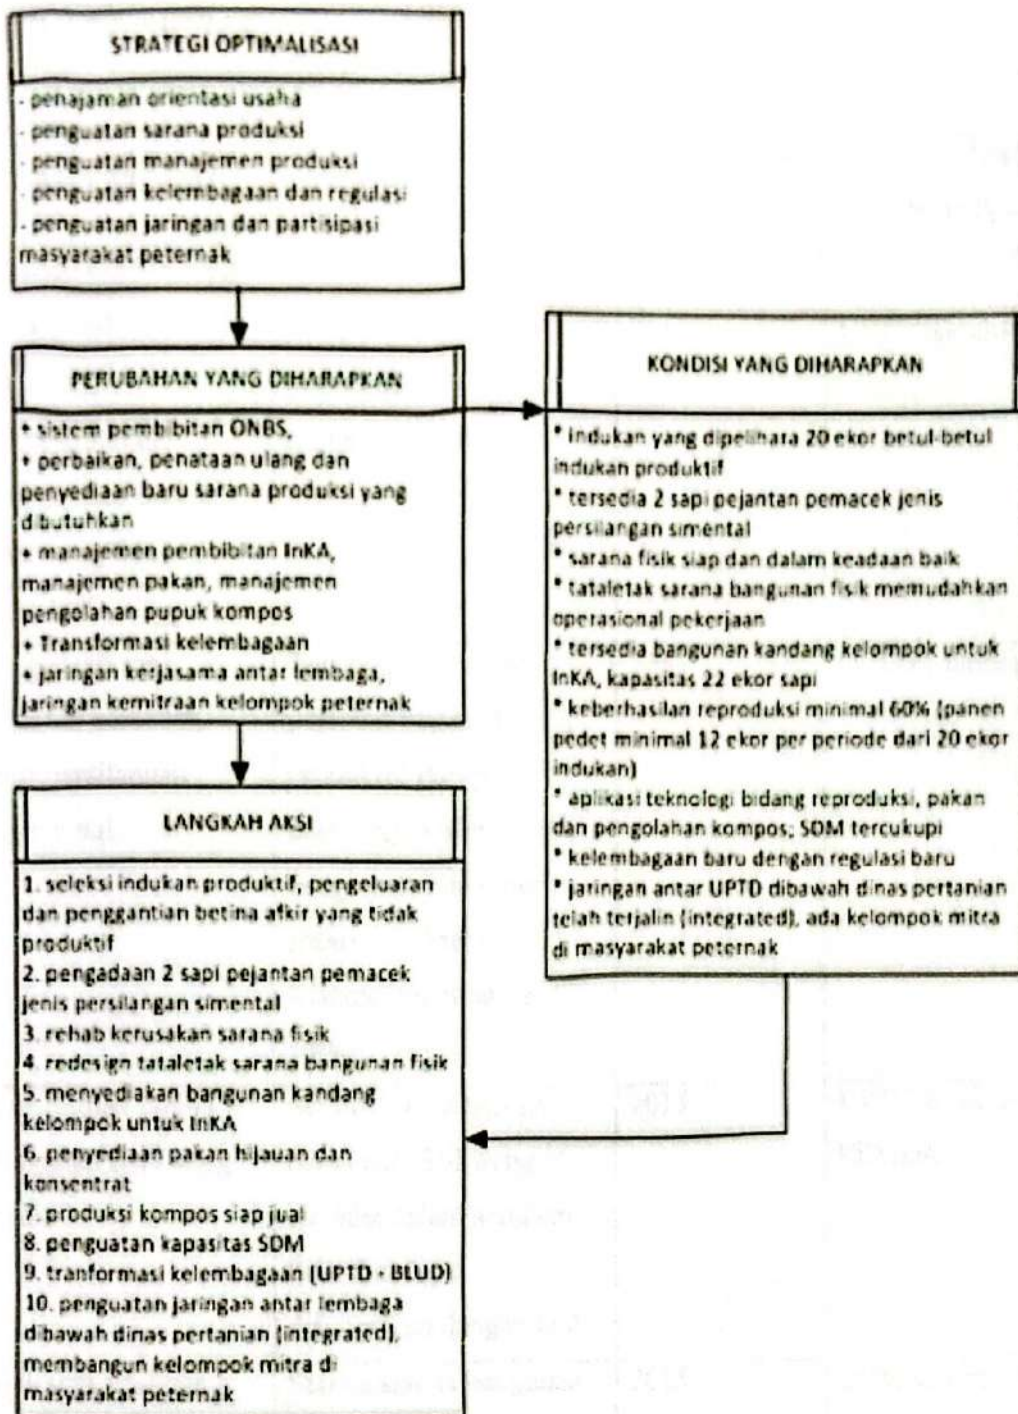 STRATEGI OPTIMALISASI
- penajaman orientasi usaha
- penguatan sarana produksi
- penguatan manajemen produksi
- penguatan kelembagaan dan regulasi
- penguatan jaringan dan partisipasi
masyarakat peternak
PERUBAHAN YANG DIHARAPKAN
+ sistem pembibitan ONBS,
+ perbaikan, penataan ulang dan
penyediaan baru sarana produksi yang
dibutuhkan
+ manajemen pembibitan InKA,
manajemen pakan, manajemen
pengolahan pupuk kompos
+ Transformasi kelembagaan
+ jaringan kerjasama antar lembaga,
jaringan kemitraan kelompok peternak
KONDISI YANG DIHARAPKAN
* indukan yang dipelihara 20 ekor betul-betul
indukan produktif
* tersedia 2 sapi pejantan pemacek jenis
persilangan simental
* sarana fisik siap dan dalam keadaan baik
* tataletak sarana bangunan fisik memudahkan
operasional pekerjaan
* tersedia bangunan kandang kelompok untuk
InKA, kapasitas 22 ekor sapi
* keberhasilan reproduksi minimal 60% (panen
pedet minimal 12 ekor per periode dari 20 ekor
indukan)
* aplikasi teknologi bidang reproduksi, pakan
dan pengolahan kompos; SDM tercukupi
* kelembagaan baru dengan regulasi baru
* jaringan antar UPTD dibawah dinas pertanian
telah terjalin (integrated), ada kelompok mitra
di masyarakat peternak
LANGKAH AKSI
1. seleksi indukan produktif, pengeluaran
dan penggantian betina afkir yang tidak
produktif
2. pengadaan 2 sapi pejantan pemacek
jenis persilangan simental
3. rehab kerusakan sarana fisik
4. redesign tataletak sarana bangunan fisik
5. menyediakan bangunan kandang
kelompok untuk InKA
6. penyediaan pakan hijauan dan
konsentrat
7. produksi kompos siap jual
8. penguatan kapasitas SDM
9. tranformasi kelembagaan (UPTD - BLUD)
10. penguatan jaringan antar lembaga
dibawah dinas pertanian (integrated),
membangun kelompok mitra di
masyarakat peternak